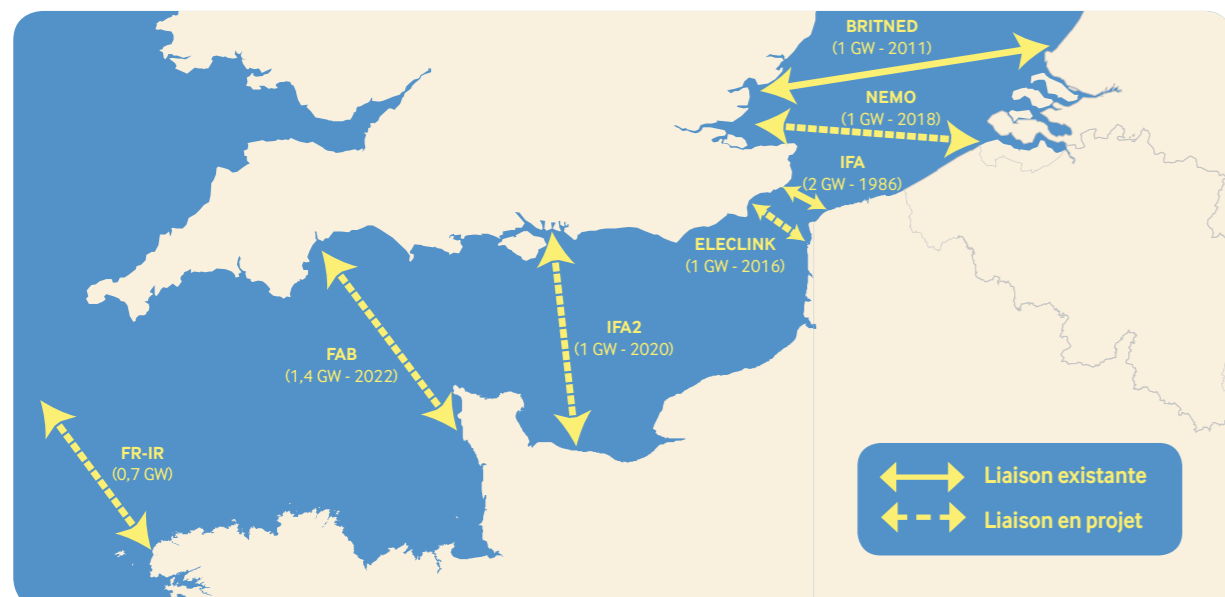 BRITNED
(1 GW - 2011)
NEMO
(1 GW - 2018)
IFA
(2 GW - 1986)
ELECLINK
(1 GW - 2016)
IFA2
(1 GW - 2020)
FAB
(1,4 GW - 2022)
FR-IR
(0,7 GW)
Liaison existante
Liaison en projet